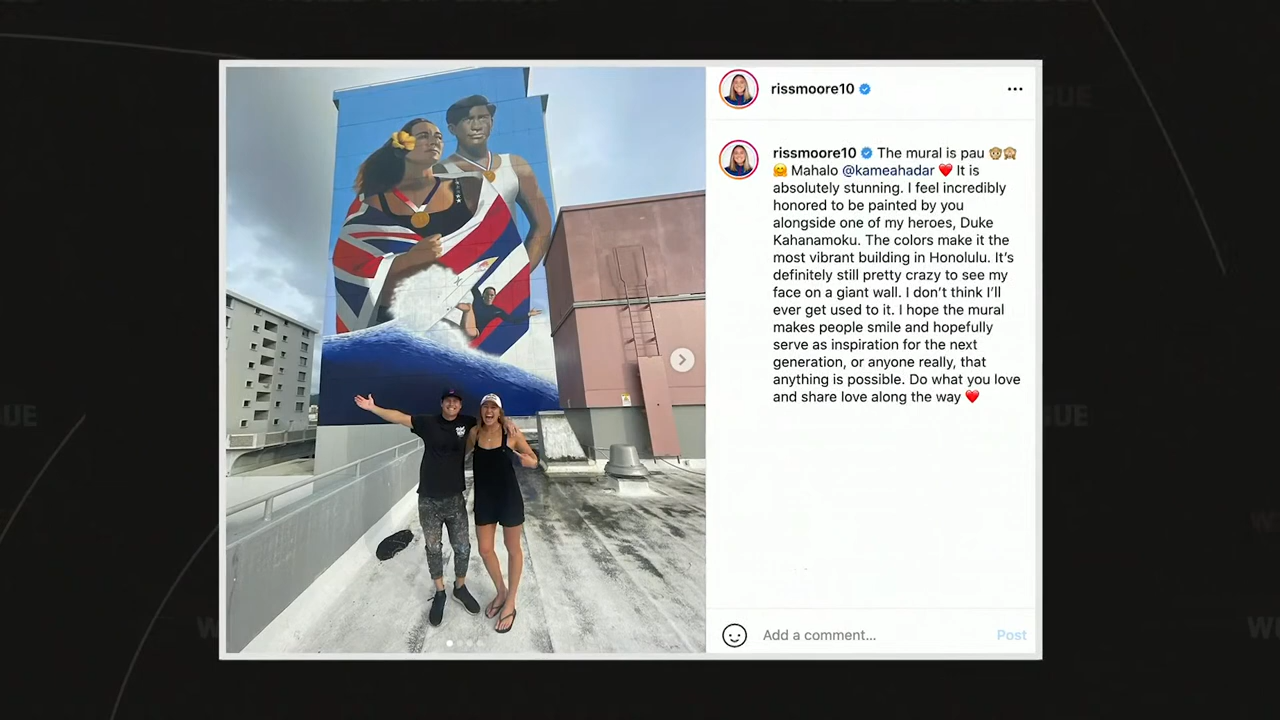 rissmoore10
rissmoore10 The mural is pau 🙊🙈
🤗 Mahalo @kameahadar ❤️ It is
absolutely stunning. I feel incredibly
honored to be painted by you
alongside one of my heroes, Duke
Kahanamoku. The colors make it the
most vibrant building in Honolulu. It's
definitely still pretty crazy to see my
face on a giant wall. I don't think I'll
ever get used to it. I hope the mural
makes people smile and hopefully
serve as inspiration for the next
generation, or anyone really, that
anything is possible. Do what you love
and share love along the way ❤️
Add a comment...
Post